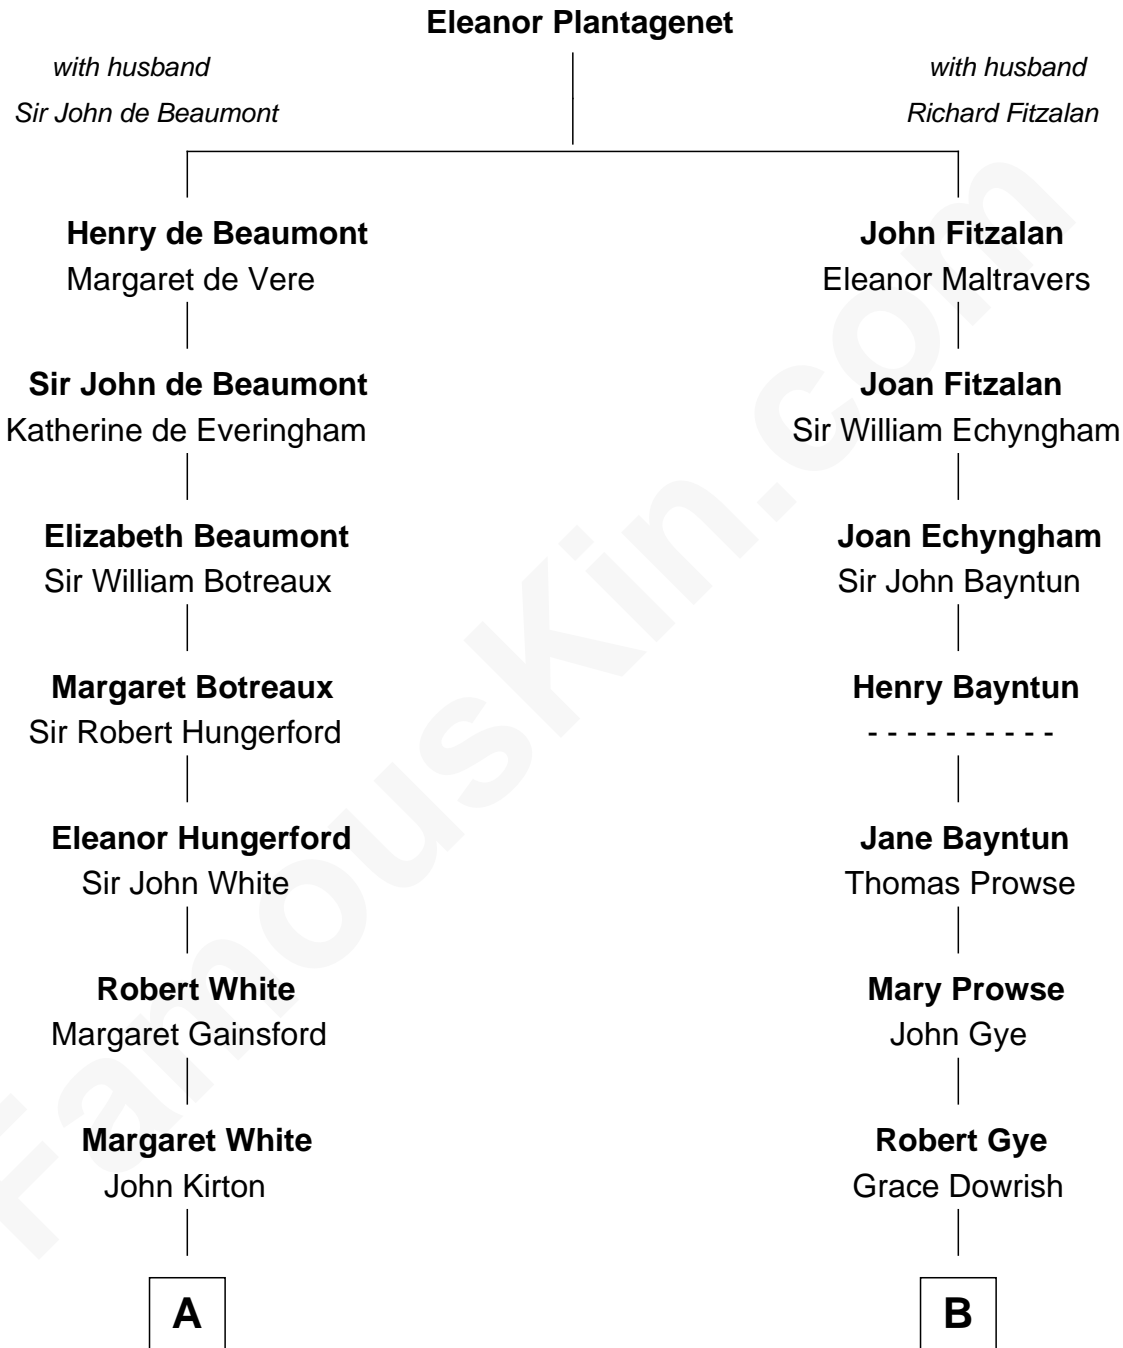 Eleanor Plantagenet
with husband
Sir John de Beaumont
with husband
Richard Fitzalan
Henry de Beaumont
Margaret de Vere
John Fitzalan
Eleanor Maltravers
Sir John de Beaumont
Katherine de Everingham
Joan Fitzalan
Sir William Echyngham
Elizabeth Beaumont
Sir William Botreaux
Joan Echyngham
Sir John Bayntun
Margaret Botreaux
Sir Robert Hungerford
Henry Bayntun
- - - - - - - - - -
Eleanor Hungerford
Sir John White
Jane Bayntun
Thomas Prowse
Robert White
Margaret Gainsford
Mary Prowse
John Gye
Margaret White
John Kirton
Robert Gye
Grace Dowrish
A
B
FamousKin.com